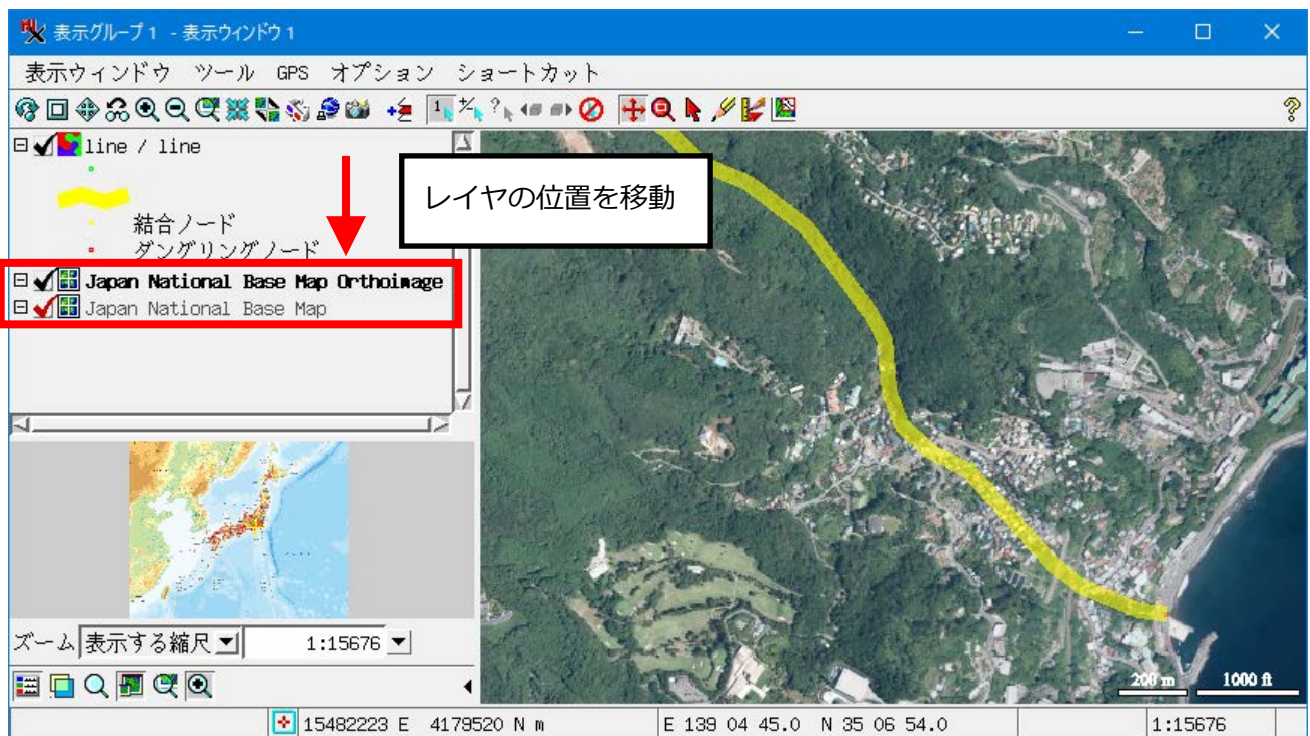 表示グループ1 - 表示ウィンドウ1
表示ウィンドウ ツール GPS オプション ショートカット
line / line
結合ノード
ダングリングノード
レイヤの位置を移動
Japan National Base Map Orthoimage
Japan National Base Map
ズーム 表示する縮尺 1:15676
200 m 1000 ft
15482223 E 4179520 N m E 139 04 45.0 N 35 06 54.0 1:15676